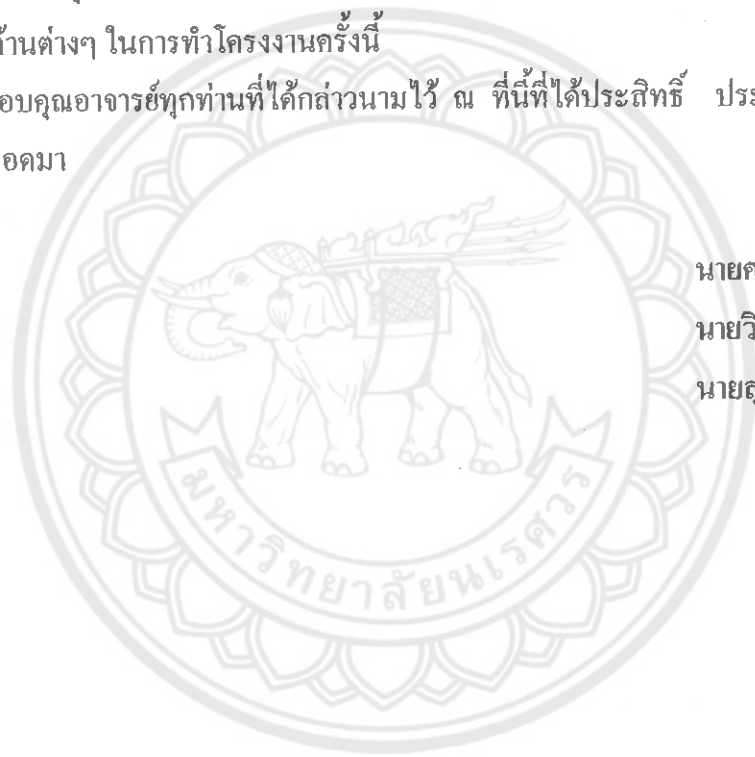 ด้านต่างๆ ในการทำโครงงานครั้งนี้
อบคุณอาจารย์ทุกท่านที่ได้กล่าวนามไว้ ณ ที่นี้ที่ได้ประสิทธิ์ ประ
อดมา
นายศ
นายวิ
นายสุ
มหาวิทยาลัยนเรศวร